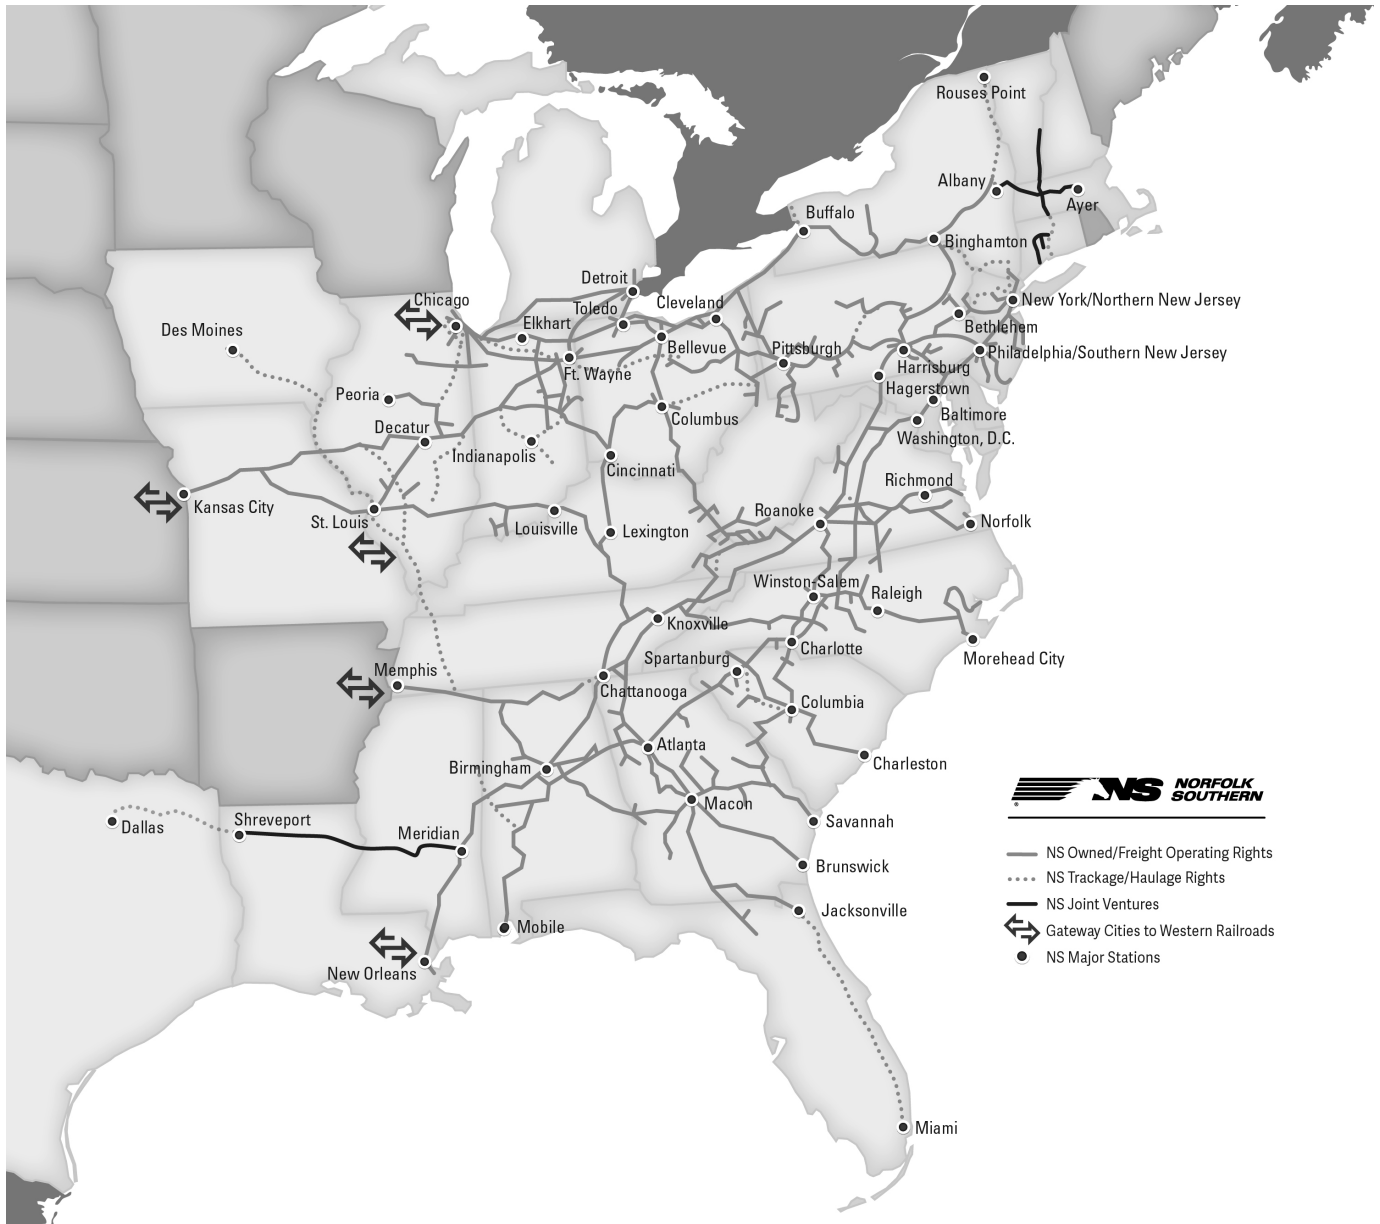 Rouses Point
Albany
Ayer
Buffalo
Binghamton
Detroit
Chicago
Toledo
Cleveland
New York/Northern New Jersey
Des Moines
Elkhart
Bethlehem
Bellevue
Pittsburgh
Philadelphia/Southern New Jersey
Ft. Wayne
Harrisburg
Hagerstown
Peoria
Baltimore
Columbus
Decatur
Washington, D.C.
Indianapolis
Cincinnati
Richmond
Kansas City
Roanoke
St. Louis
Louisville
Lexington
Norfolk
Winston-Salem
Raleigh
Knoxville
Charlotte
Spartanburg
Morehead City
Memphis
Chattanooga
Columbia
Atlanta
Birmingham
Charleston
NS NORFOLK
SOUTHERN
®
Macon
Shreveport
Dallas
Meridian
Savannah
NS Owned/Freight Operating Rights
Brunswick
NS Trackage/Haulage Rights
NS Joint Ventures
Jacksonville
Mobile
Gateway Cities to Western Railroads
NS Major Stations
New Orleans
Miami